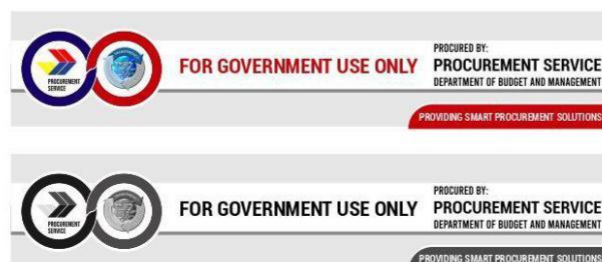 PROCUREMENT
SERVICE
FOR GOVERNMENT USE ONLY
PROCURED BY:
PROCUREMENT SERVICE
DEPARTMENT OF BUDGET AND MANAGEMENT
PROVIDING SMART PROCUREMENT SOLUTIONS
PROCUREMENT
SERVICE
FOR GOVERNMENT USE ONLY
PROCURED BY:
PROCUREMENT SERVICE
DEPARTMENT OF BUDGET AND MANAGEMENT
PROVIDING SMART PROCUREMENT SOLUTIONS